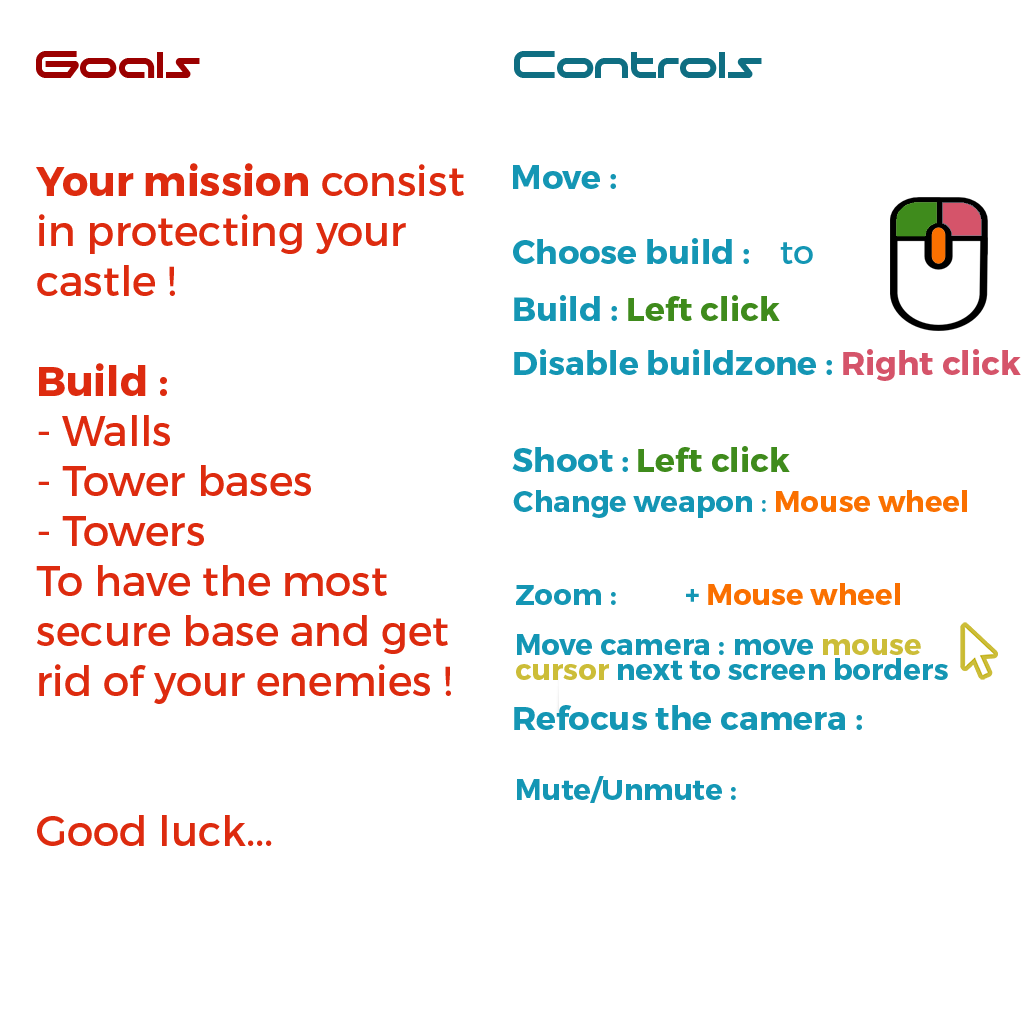 Goals
Your mission consist
in protecting your
castle !
Build :
- Walls
- Tower bases
- Towers
To have the most
secure base and get
rid of your enemies !
Good luck...
Controls
Move :
Choose build : to
Build : Left click
Disable buildzone : Right click
Shoot : Left click
Change weapon : Mouse wheel
Zoom : + Mouse wheel
Move camera : move mouse
cursor next to screen borders
Refocus the camera :
Mute/Unmute :